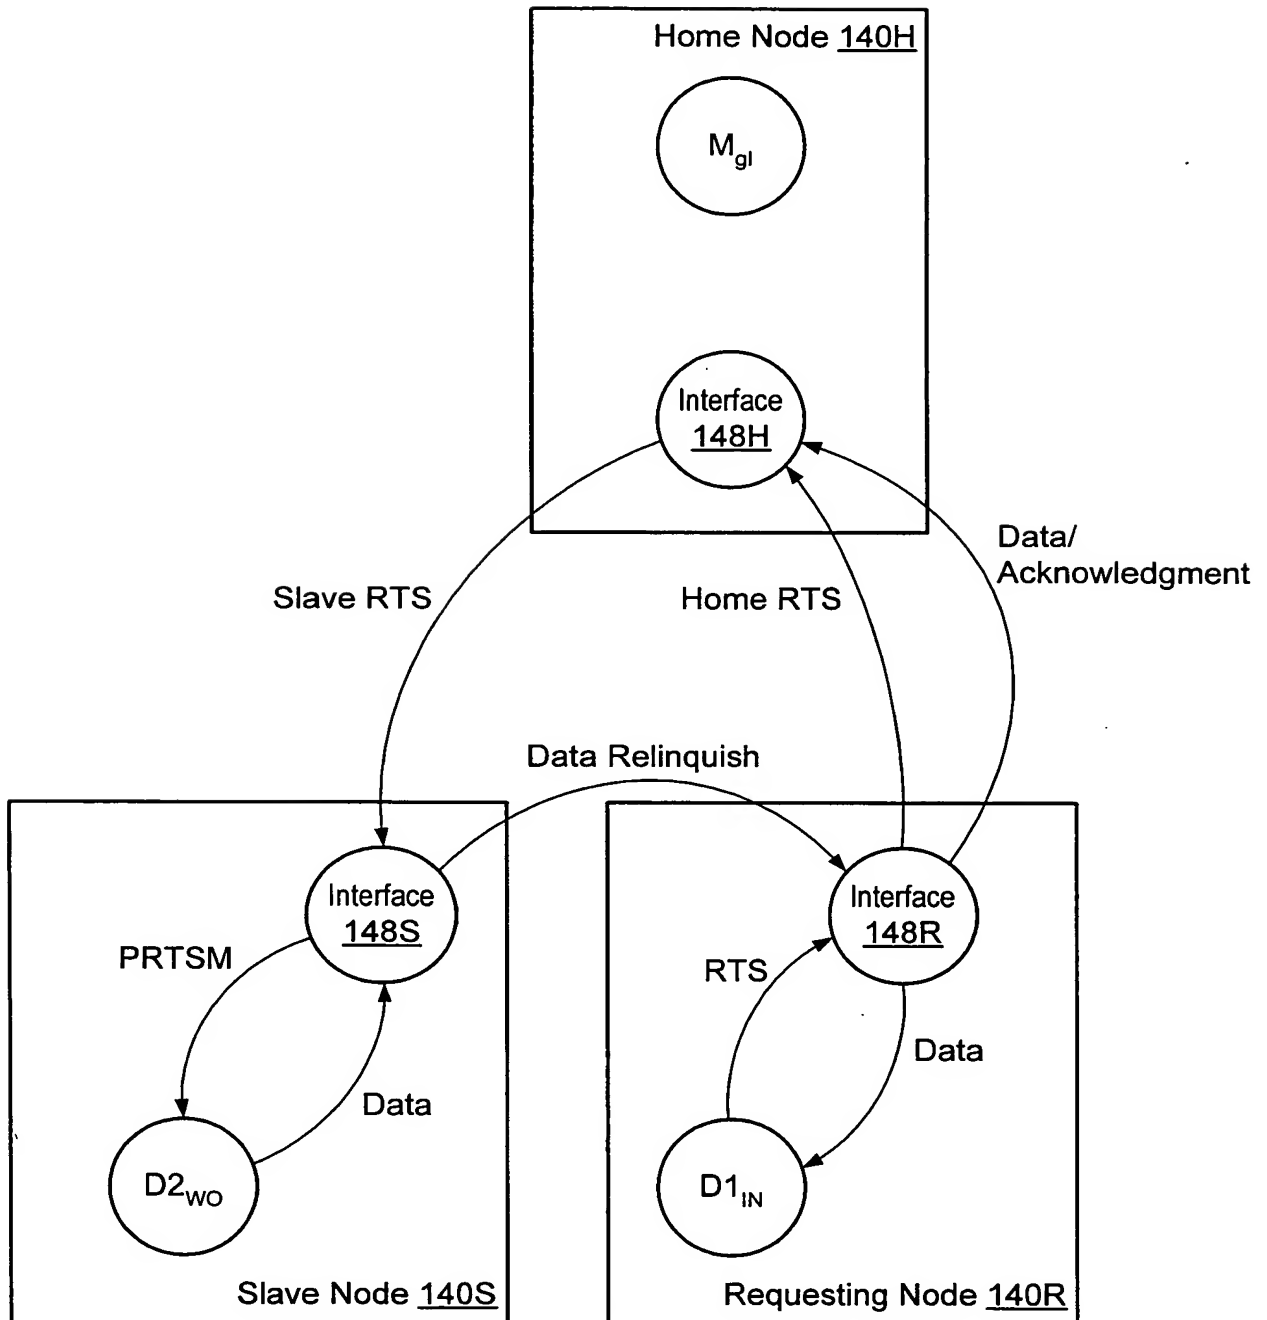 Home Node 140H
Mgl
Interface
148H
Data/
Acknowledgment
Slave RTS
Home RTS
Data Relinquish
Interface
148S
Interface
148R
PRTSM
RTS
Data
Data
D2WO
D1IN
Slave Node 140S
Requesting Node 140R